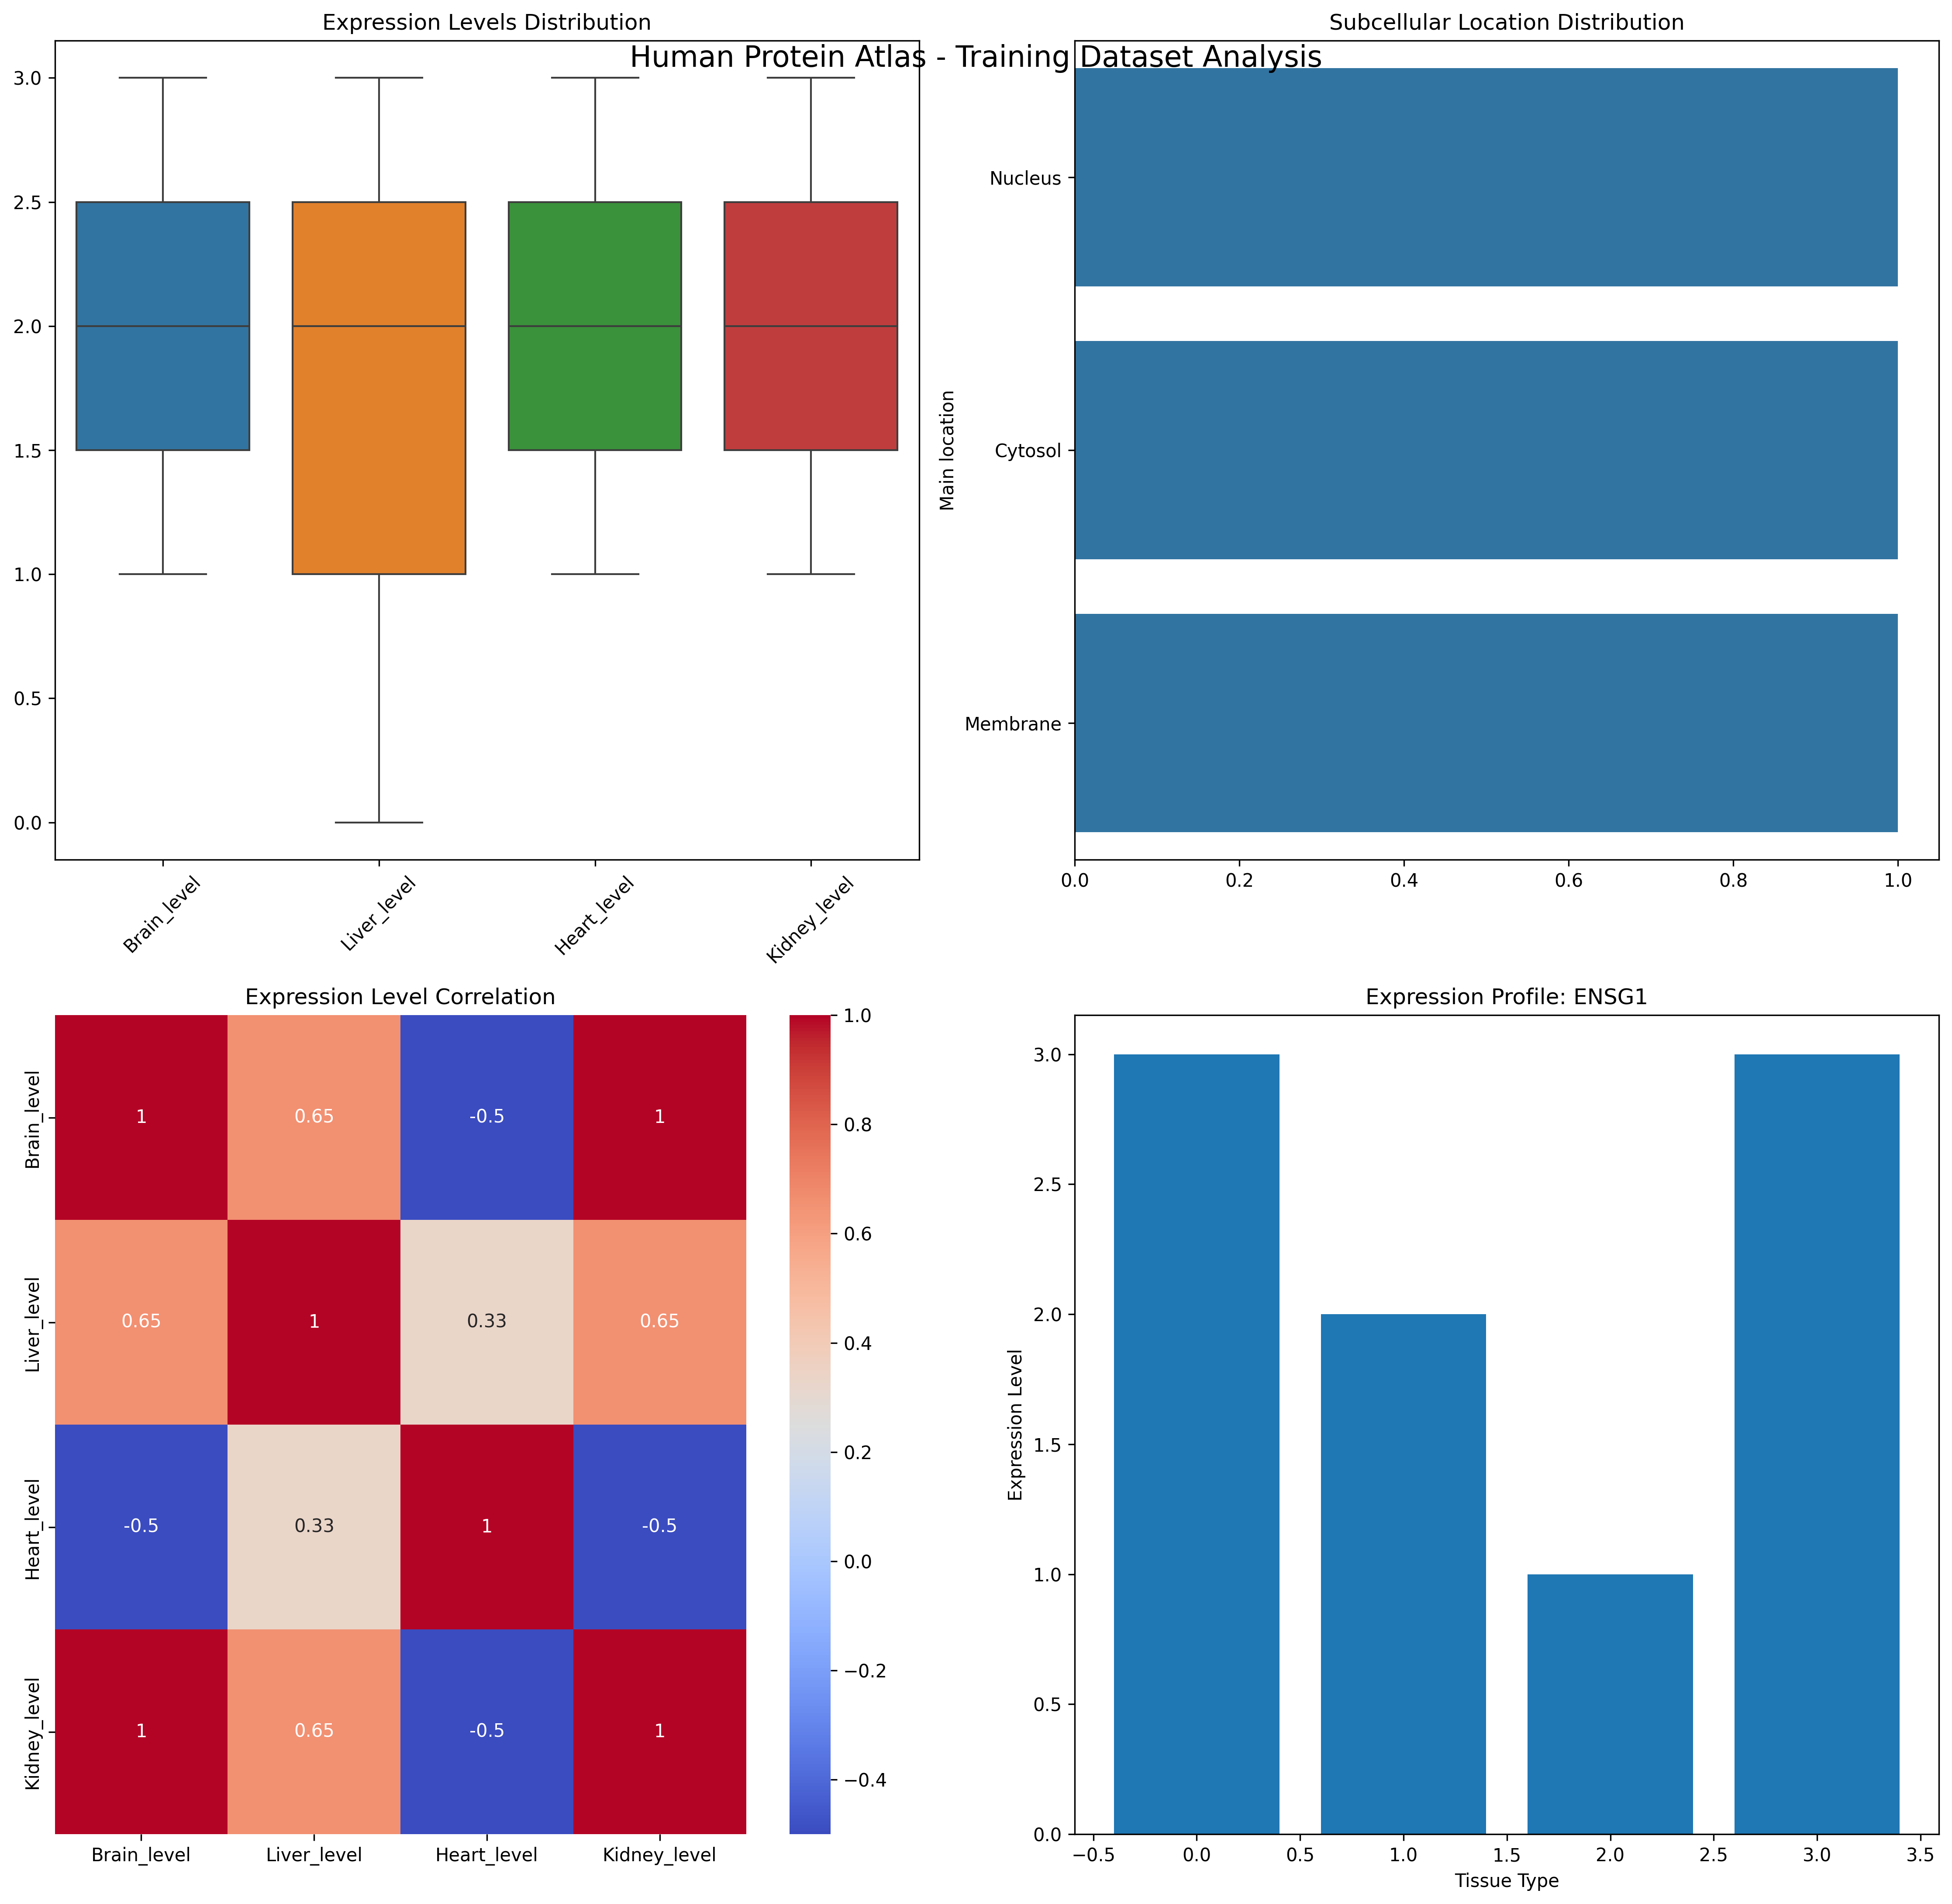 Expression Levels Distribution
Subcellular Location Distribution
Human Protein Atlas - Training Dataset Analysis
3.0
2.5
2.0
1.5
1.0
0.5
0.0
Brain_level
Liver_level
Heart_level
Kidney_level
Main location
Nucleus
Cytosol
Membrane
0.0
0.2
0.4
0.6
0.8
1.0
Expression Level Correlation
Brain_level
Liver_level
Heart_level
Kidney_level
1 0.65 -0.5 1
0.65 1 0.33 0.65
-0.5 0.33 1 -0.5
1 0.65 -0.5 1
Brain_level
Liver_level
Heart_level
Kidney_level
1.0
0.8
0.6
0.4
0.2
0.0
−0.2
−0.4
Expression Profile: ENSG1
Expression Level
3.0
2.5
2.0
1.5
1.0
0.5
0.0
−0.5
0.0
0.5
1.0
1.5
2.0
2.5
3.0
3.5
Tissue Type